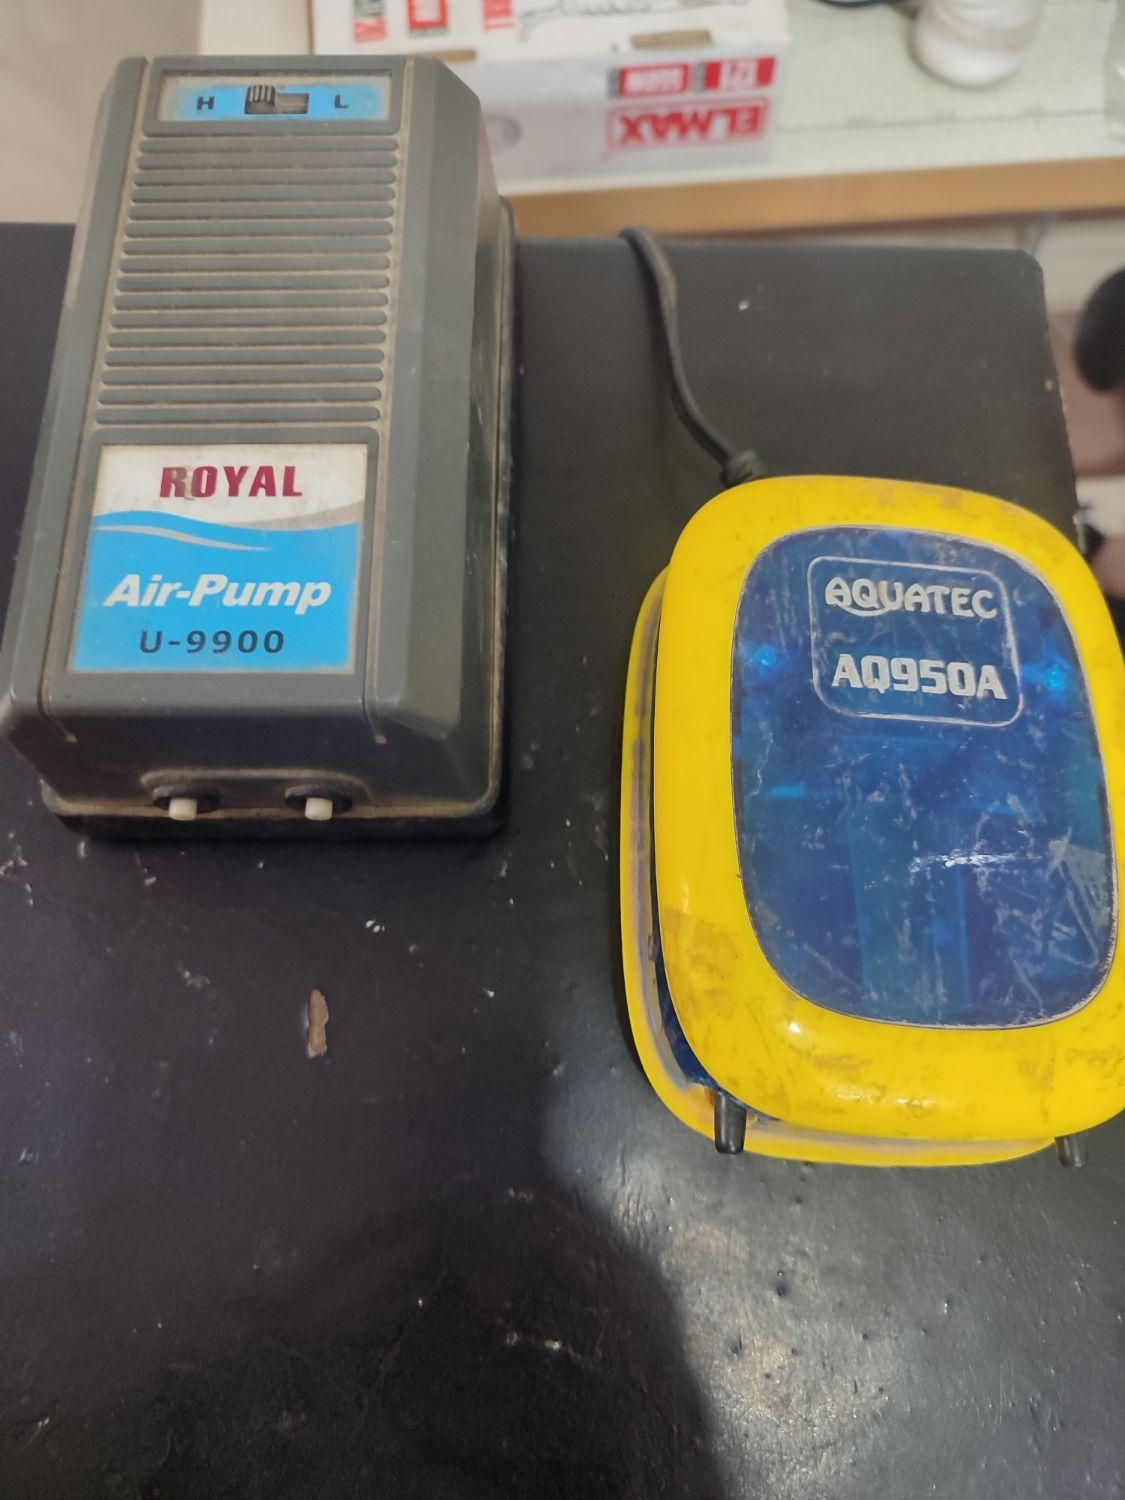 H L
ROYAL
Air-Pump
U-9900
AQUATEC
AQ950A
ELMAX